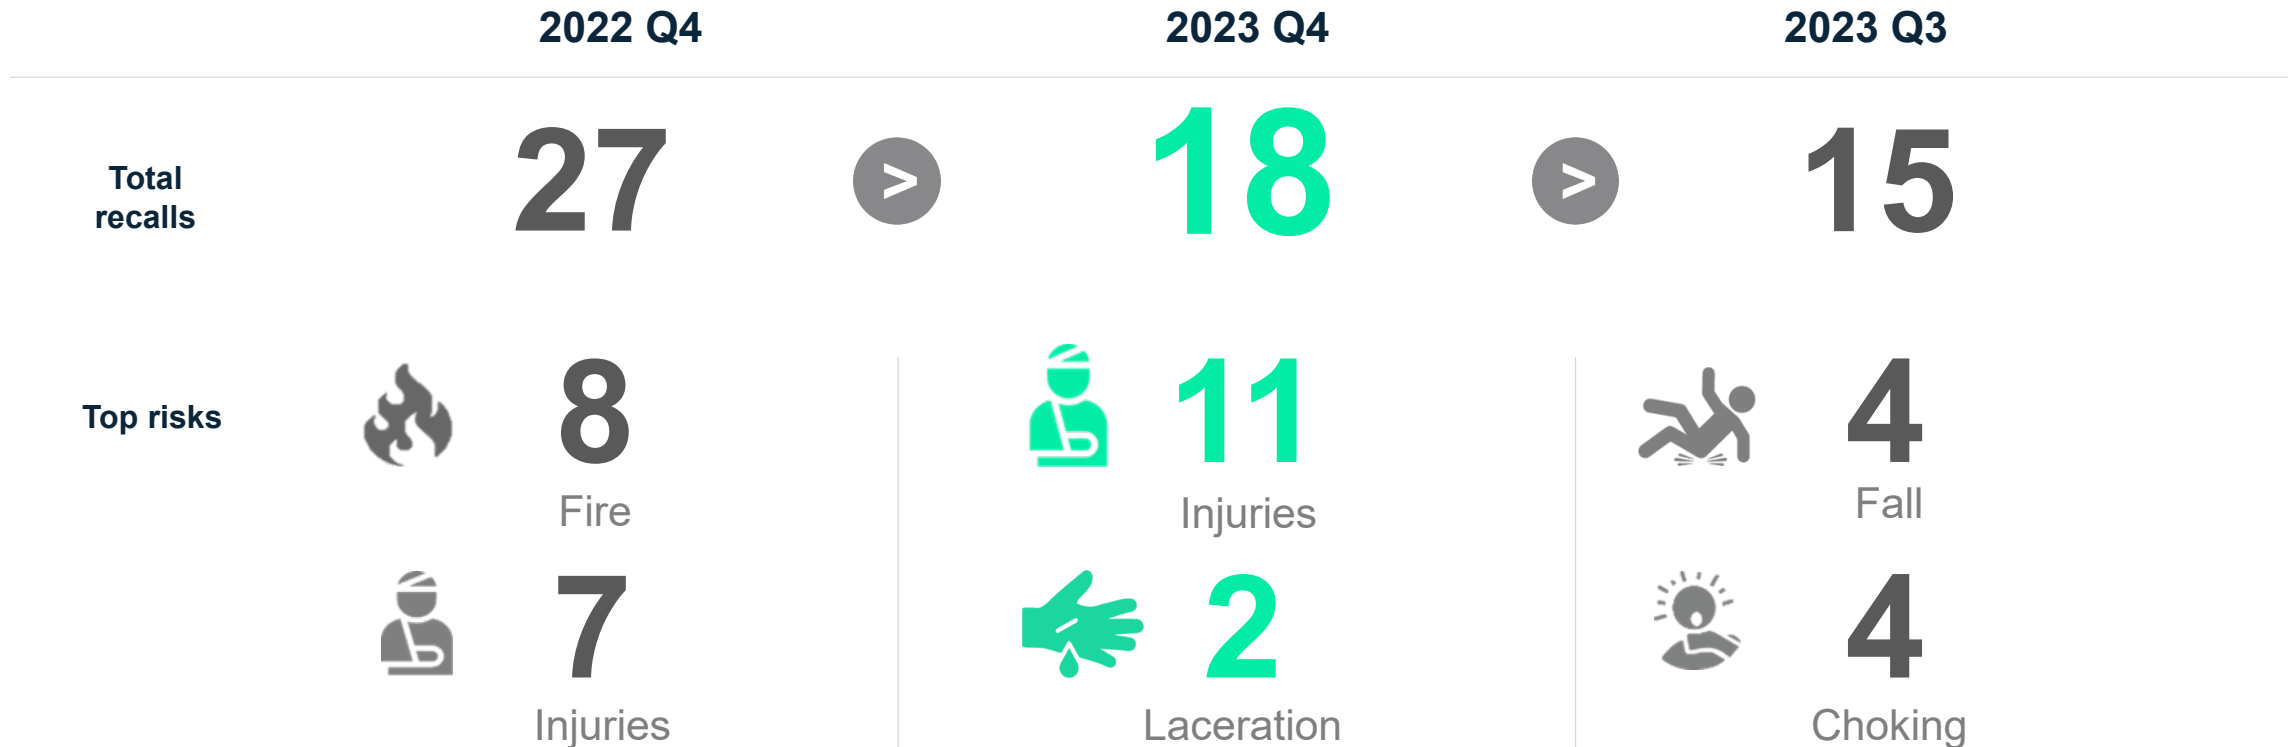 2022 Q4 2023 Q4 2023 Q3
Total
recalls
27 > 18 > 15
Top risks
8 11 4
Fire Injuries Fall
7 2 4
Injuries Laceration Choking